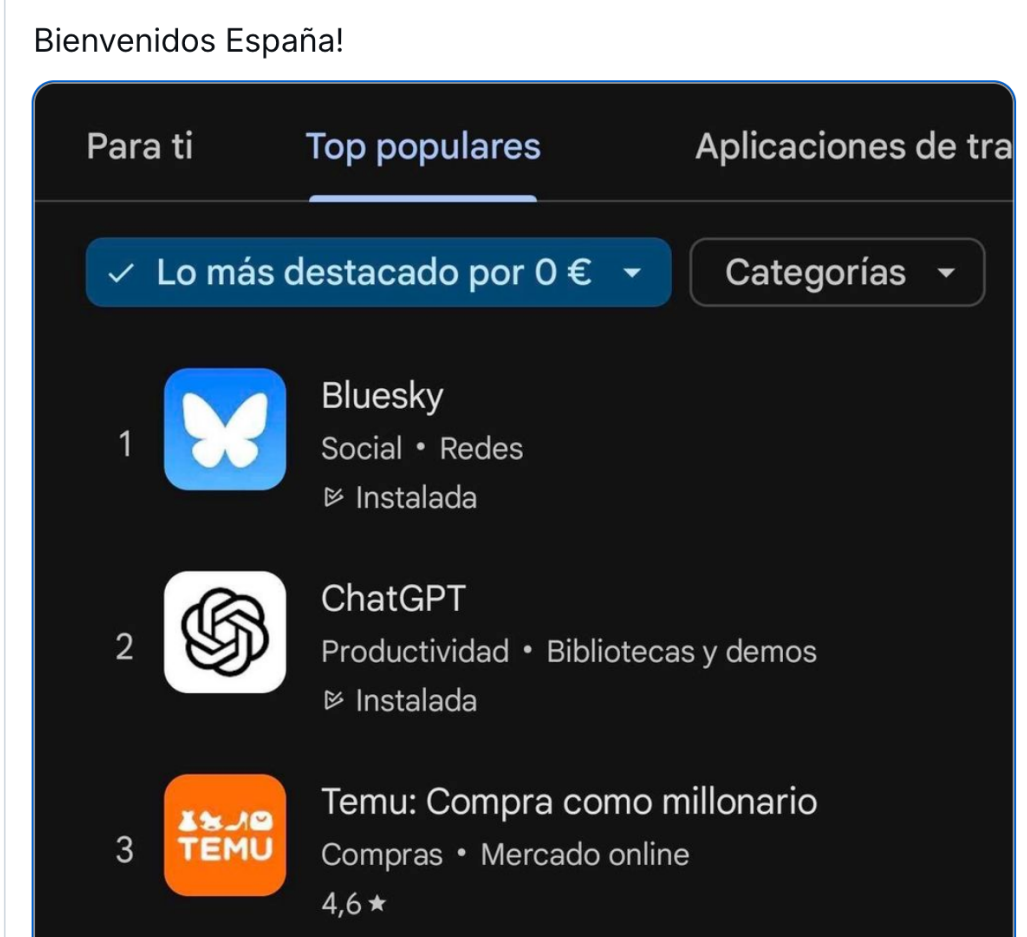 Bienvenidos España!
Para ti Top populares Aplicaciones de tra
Lo más destacado por 0 € Categorías
1
Bluesky
Social • Redes
Instalada
2
ChatGPT
Productividad • Bibliotecas y demos
Instalada
3
TEMU
Temu: Compra como millonario
Compras • Mercado online
4,6 ★